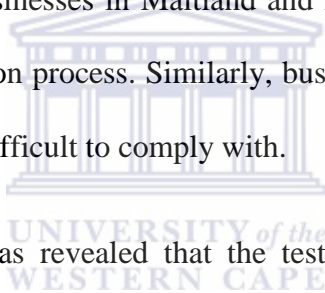 sinesses in Maitland and
on process. Similarly, bus
fficult to comply with.
UNIVERSITY of the
as revealed that the test
WESTERN CAPE